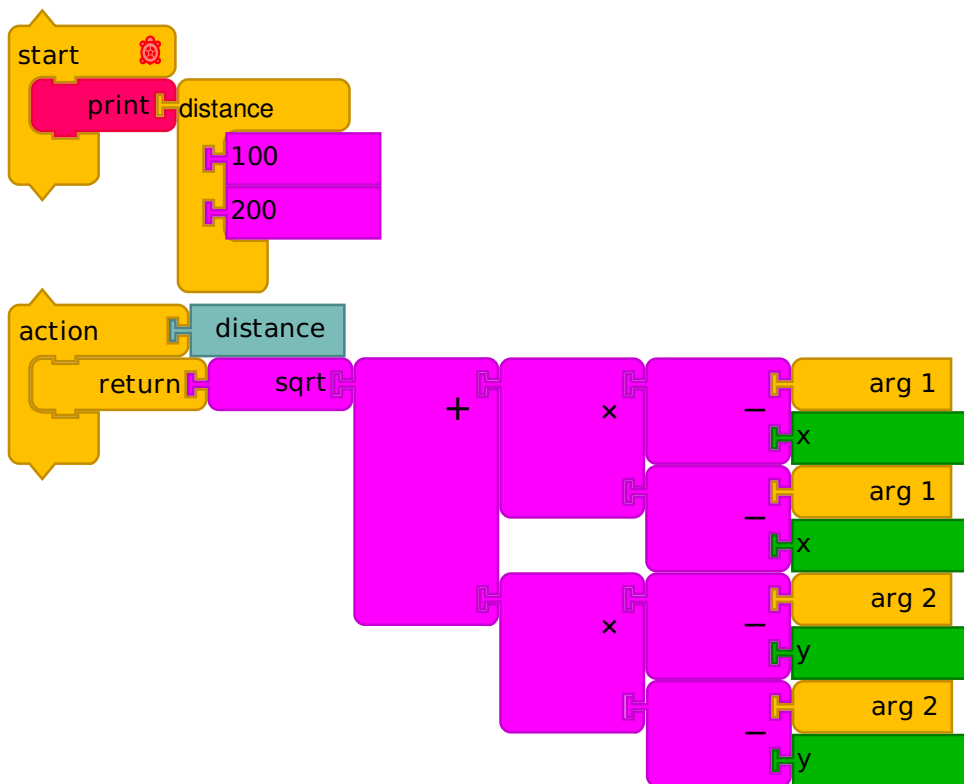 start
print distance
100
200
action distance
return sqrt + × − arg 1
x
− arg 1
x
× − arg 2
y
− arg 2
y